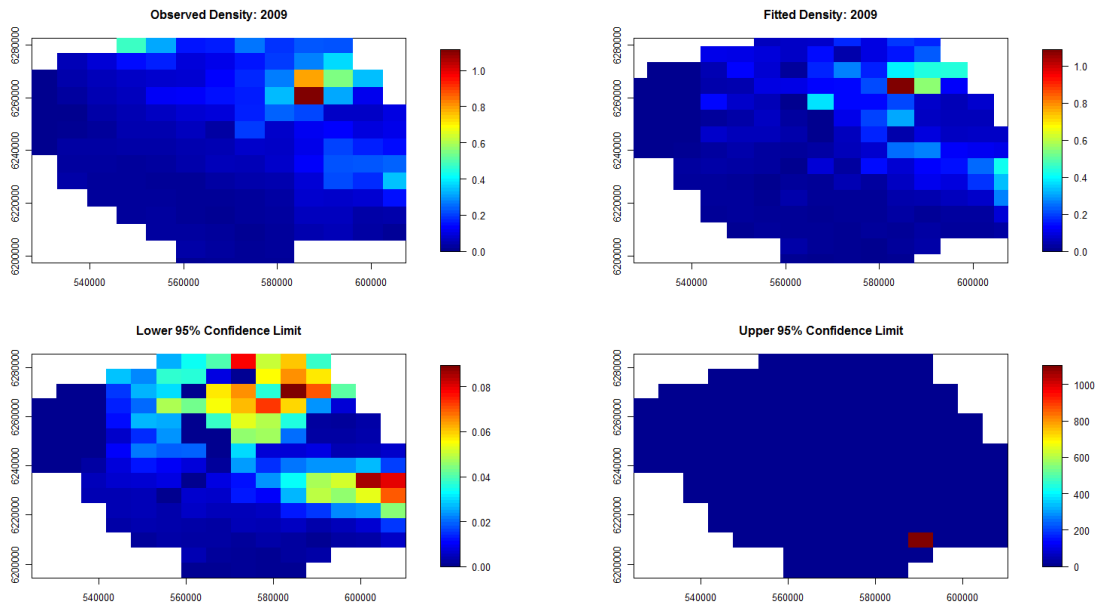 Observed Density: 2009
6200000 6220000 6240000 6260000 6280000
540000 560000 580000 600000
0.0 0.2 0.4 0.6 0.8 1.0
Fitted Density: 2009
6200000 6220000 6240000 6260000 6280000
540000 560000 580000 600000
0.0 0.2 0.4 0.6 0.8 1.0
Lower 95% Confidence Limit
6200000 6220000 6240000 6260000 6280000
540000 560000 580000 600000
0.00 0.02 0.04 0.06 0.08
Upper 95% Confidence Limit
6200000 6220000 6240000 6260000 6280000
540000 560000 580000 600000
0 200 400 600 800 1000